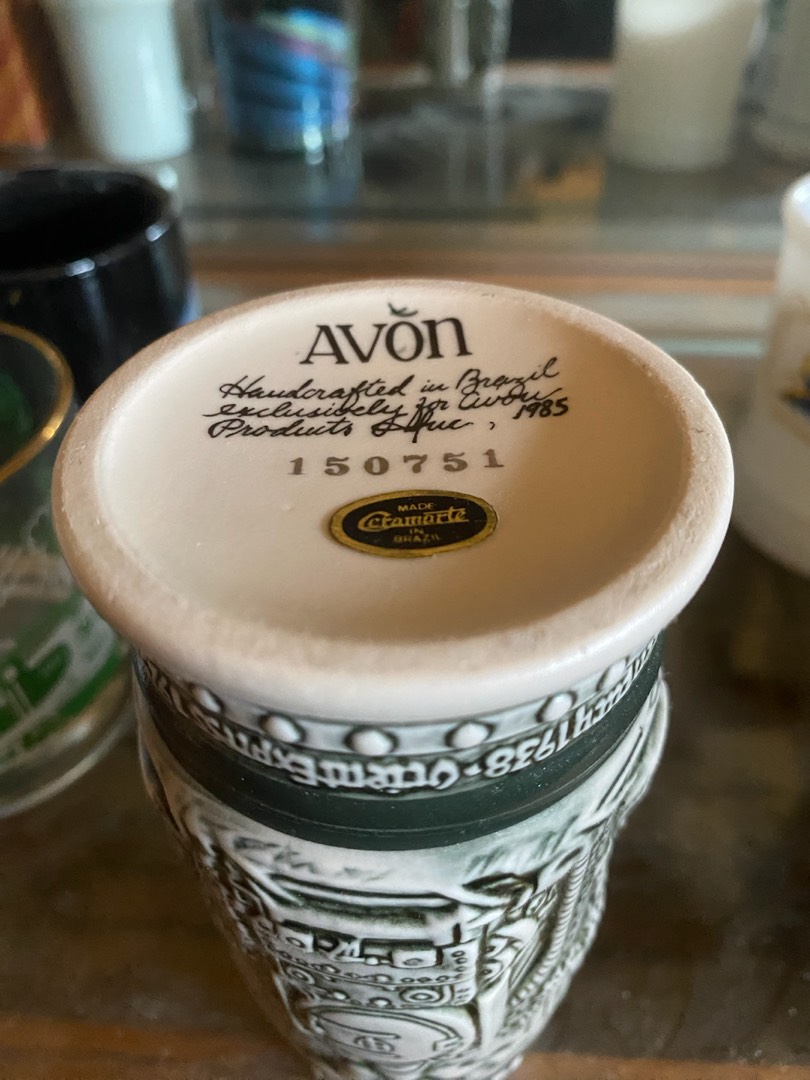 AVON
Handcrafted in Brazil
exclusively for Avon
Products Inc., 1985
150751
MADE
Ceramarte
IN
BRAZIL
1938 • Orient Express